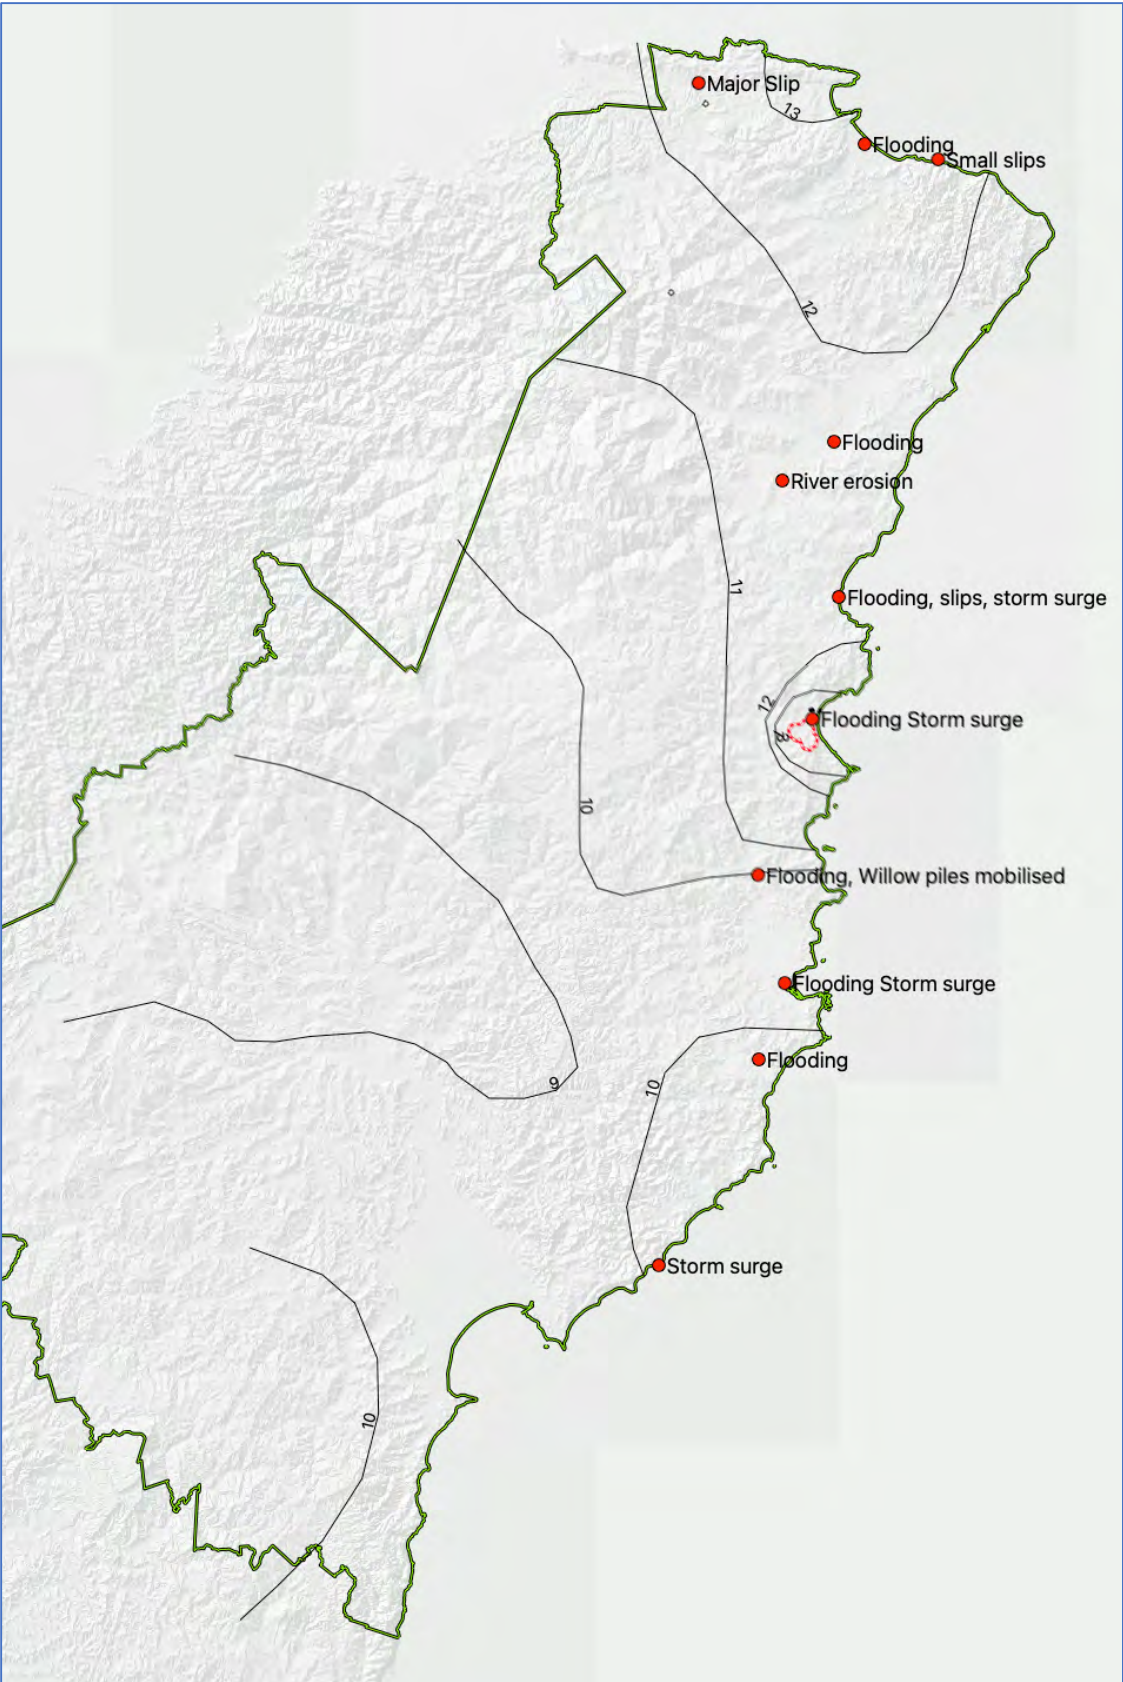 Major Slip
13
Flooding
Small slips
12
Flooding
River erosion
11
Flooding, slips, storm surge
12
Flooding Storm surge
10
Flooding, Willow piles mobilised
Flooding Storm surge
Flooding
9
10
Storm surge
10